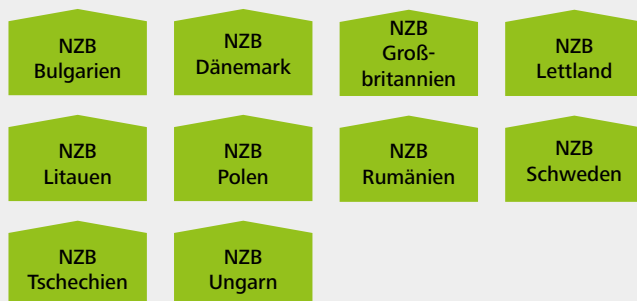 NZB
Bulgarien
NZB
Dänemark
NZB
Groß-
britannien
NZB
Lettland
NZB
Litauen
NZB
Polen
NZB
Rumänien
NZB
Schweden
NZB
Tschechien
NZB
Ungarn